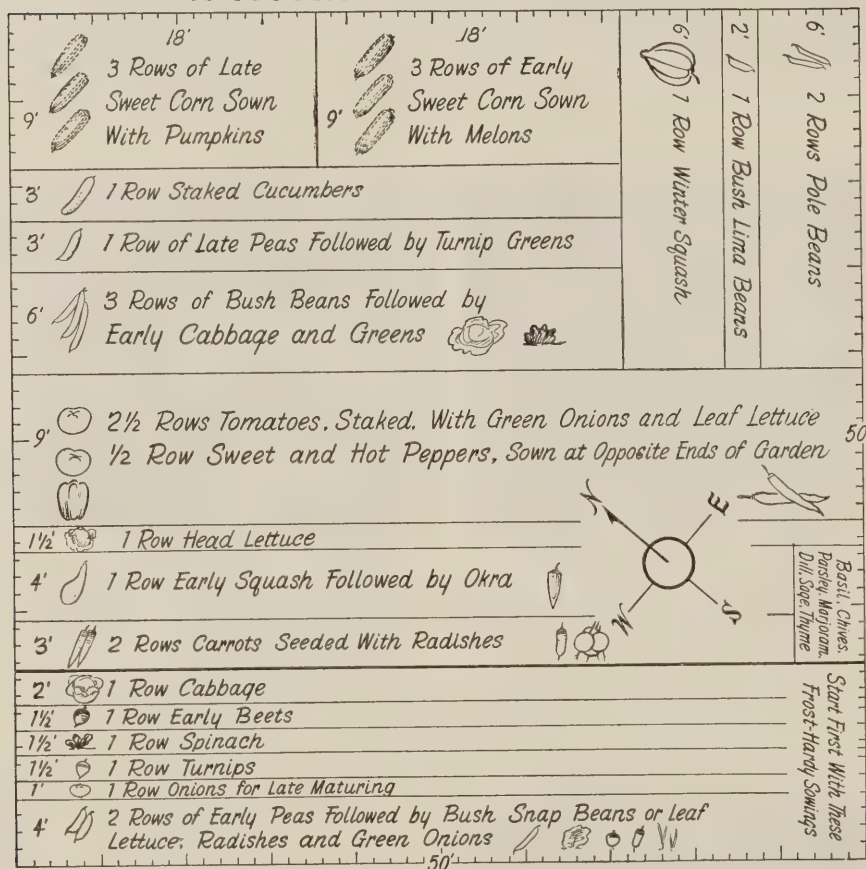 18'
3 Rows of Late
Sweet Corn Sown
With Pumpkins
9'
18'
3 Rows of Early
Sweet Corn Sown
With Melons
9'
6' 1 Row Winter Squash
2' 1 Row Bush Lima Beans
6' 2 Rows Pole Beans
3' 1 Row Staked Cucumbers
3' 1 Row of Late Peas Followed by Turnip Greens
6' 3 Rows of Bush Beans Followed by
Early Cabbage and Greens
9' 2½ Rows Tomatoes, Staked, With Green Onions and Leaf Lettuce
½ Row Sweet and Hot Peppers, Sown at Opposite Ends of Garden
50'
N
E
W
S
1½' 1 Row Head Lettuce
4' 1 Row Early Squash Followed by Okra
3' 2 Rows Carrots Seeded With Radishes
Basil, Chives,
Parsley, Marjoram,
Dill, Sage, Thyme
2' 1 Row Cabbage
1½' 1 Row Early Beets
1½' 1 Row Spinach
1½' 1 Row Turnips
1' 1 Row Onions for Late Maturing
4' 2 Rows of Early Peas Followed by Bush Snap Beans or Leaf
Lettuce, Radishes and Green Onions
Start First With These
Frost-Hardy Sowings
50'